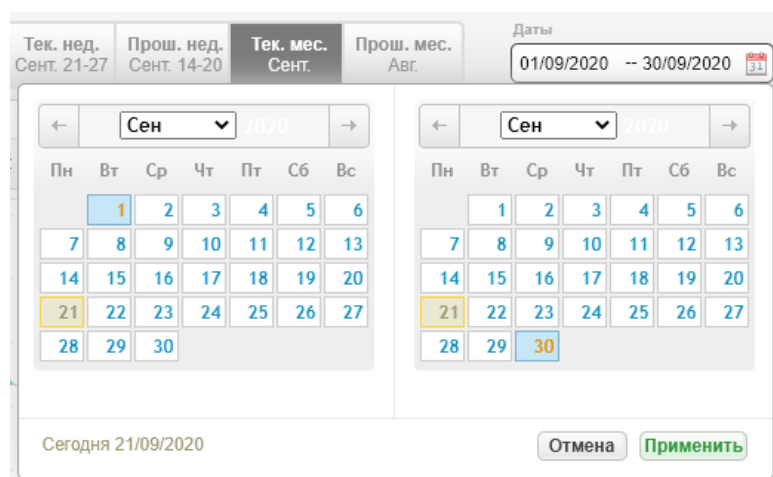 Даты
Тек. нед. Прош. нед. Тек. мес. Прош. мес.
Сент. 21-27 Сент. 14-20 Сент. Авг.
01/09/2020 -- 30/09/2020 31
← Сен 2020 → ← Сен 2020 →
Пн Вт Ср Чт Пт Сб Вс Пн Вт Ср Чт Пт Сб Вс
1 2 3 4 5 6 1 2 3 4 5 6
7 8 9 10 11 12 13 7 8 9 10 11 12 13
14 15 16 17 18 19 20 14 15 16 17 18 19 20
21 22 23 24 25 26 27 21 22 23 24 25 26 27
28 29 30 28 29 30
Сегодня 21/09/2020 Отмена Применить